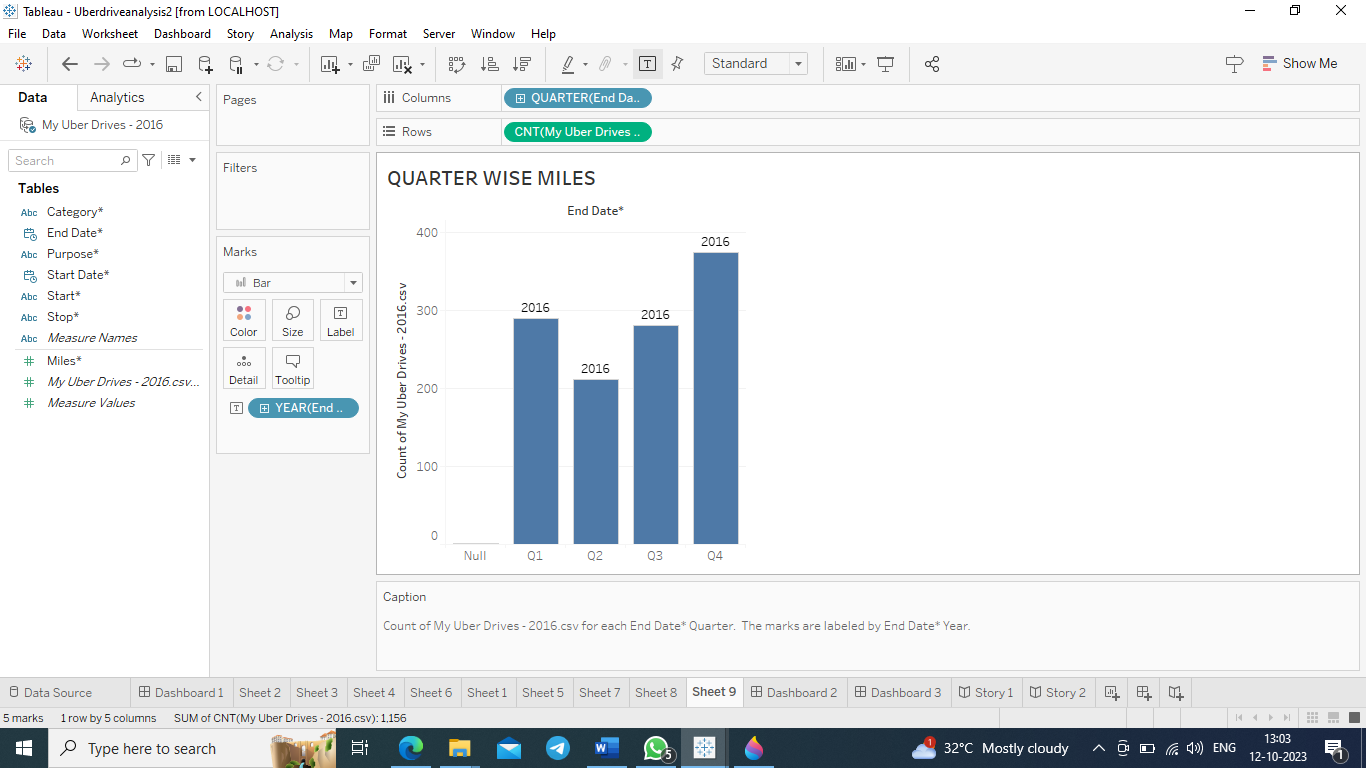 Tableau - Uberdriveanalysis2 [from LOCALHOST]
File Data Worksheet Dashboard Story Analysis Map Format Server Window Help
Standard
Show Me
Data Analytics
My Uber Drives - 2016
Search
Tables
Abc Category*
End Date*
Abc Purpose*
Start Date*
Abc Start*
Abc Stop*
Abc Measure Names
Miles*
My Uber Drives - 2016.csv...
Measure Values
Pages
Filters
Marks
Bar
Color Size Label
Detail Tooltip
YEAR(End ..
Columns QUARTER(End Da..
Rows CNT(My Uber Drives ..
QUARTER WISE MILES
End Date*
Count of My Uber Drives - 2016.csv
400
300
200
100
0
2016
2016
2016
2016
Null Q1 Q2 Q3 Q4
Caption
Count of My Uber Drives - 2016.csv for each End Date* Quarter. The marks are labeled by End Date* Year.
Data Source Dashboard 1 Sheet 2 Sheet 3 Sheet 4 Sheet 6 Sheet 1 Sheet 5 Sheet 7 Sheet 8 Sheet 9 Dashboard 2 Dashboard 3 Story 1 Story 2
5 marks 1 row by 5 columns SUM of CNT(My Uber Drives - 2016.csv): 1,156
Type here to search
5
1
32°C Mostly cloudy
ENG
13:03
12-10-2023
1